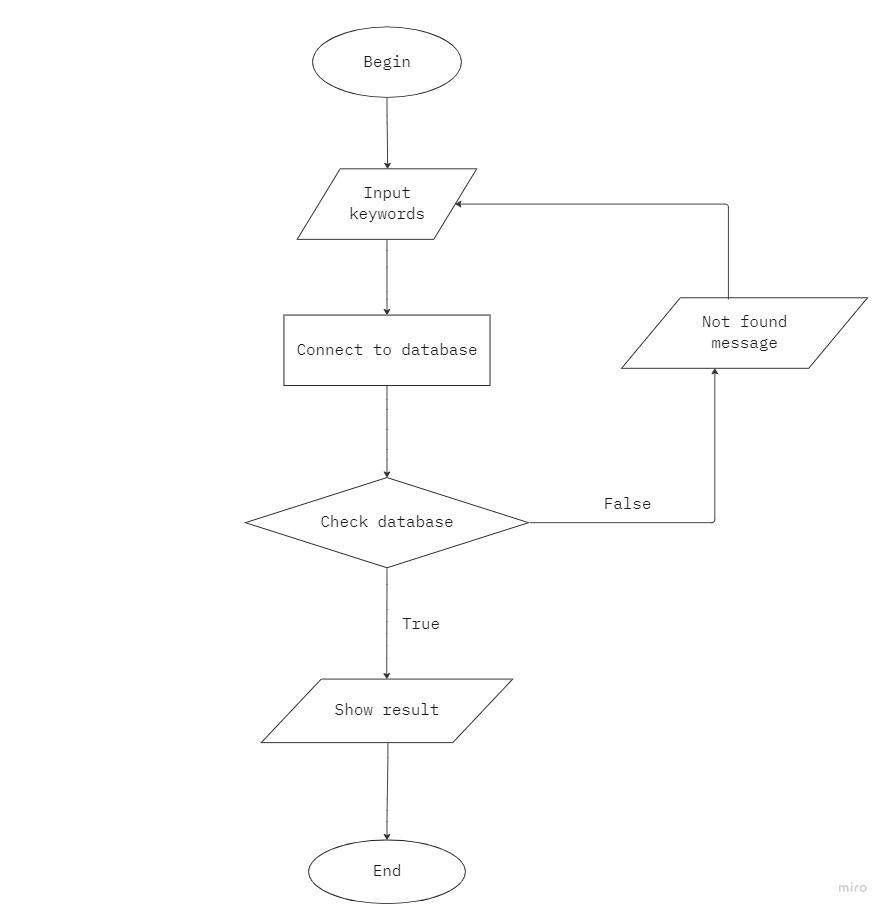 Begin
Input
keywords
Connect to database
Not found
message
Check database
False
True
Show result
End
miro